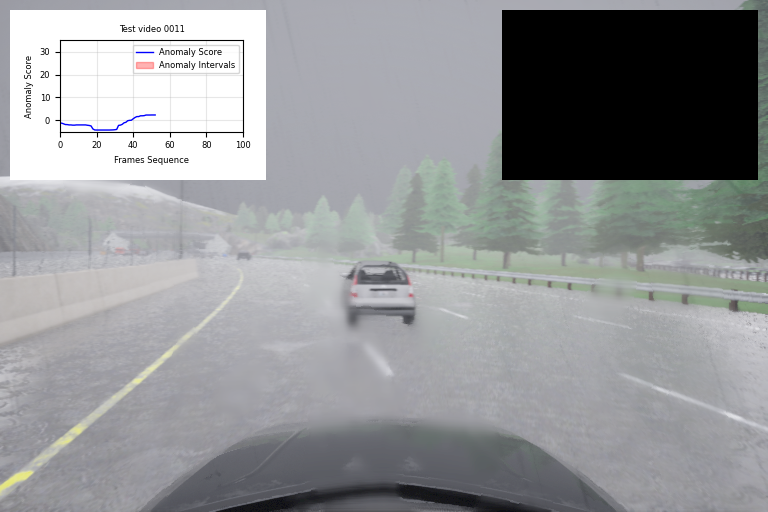 Test video 0011
Anomaly Score
Anomaly Intervals
30
20
10
0
0 20 40 60 80 100
Anomaly Score
Frames Sequence